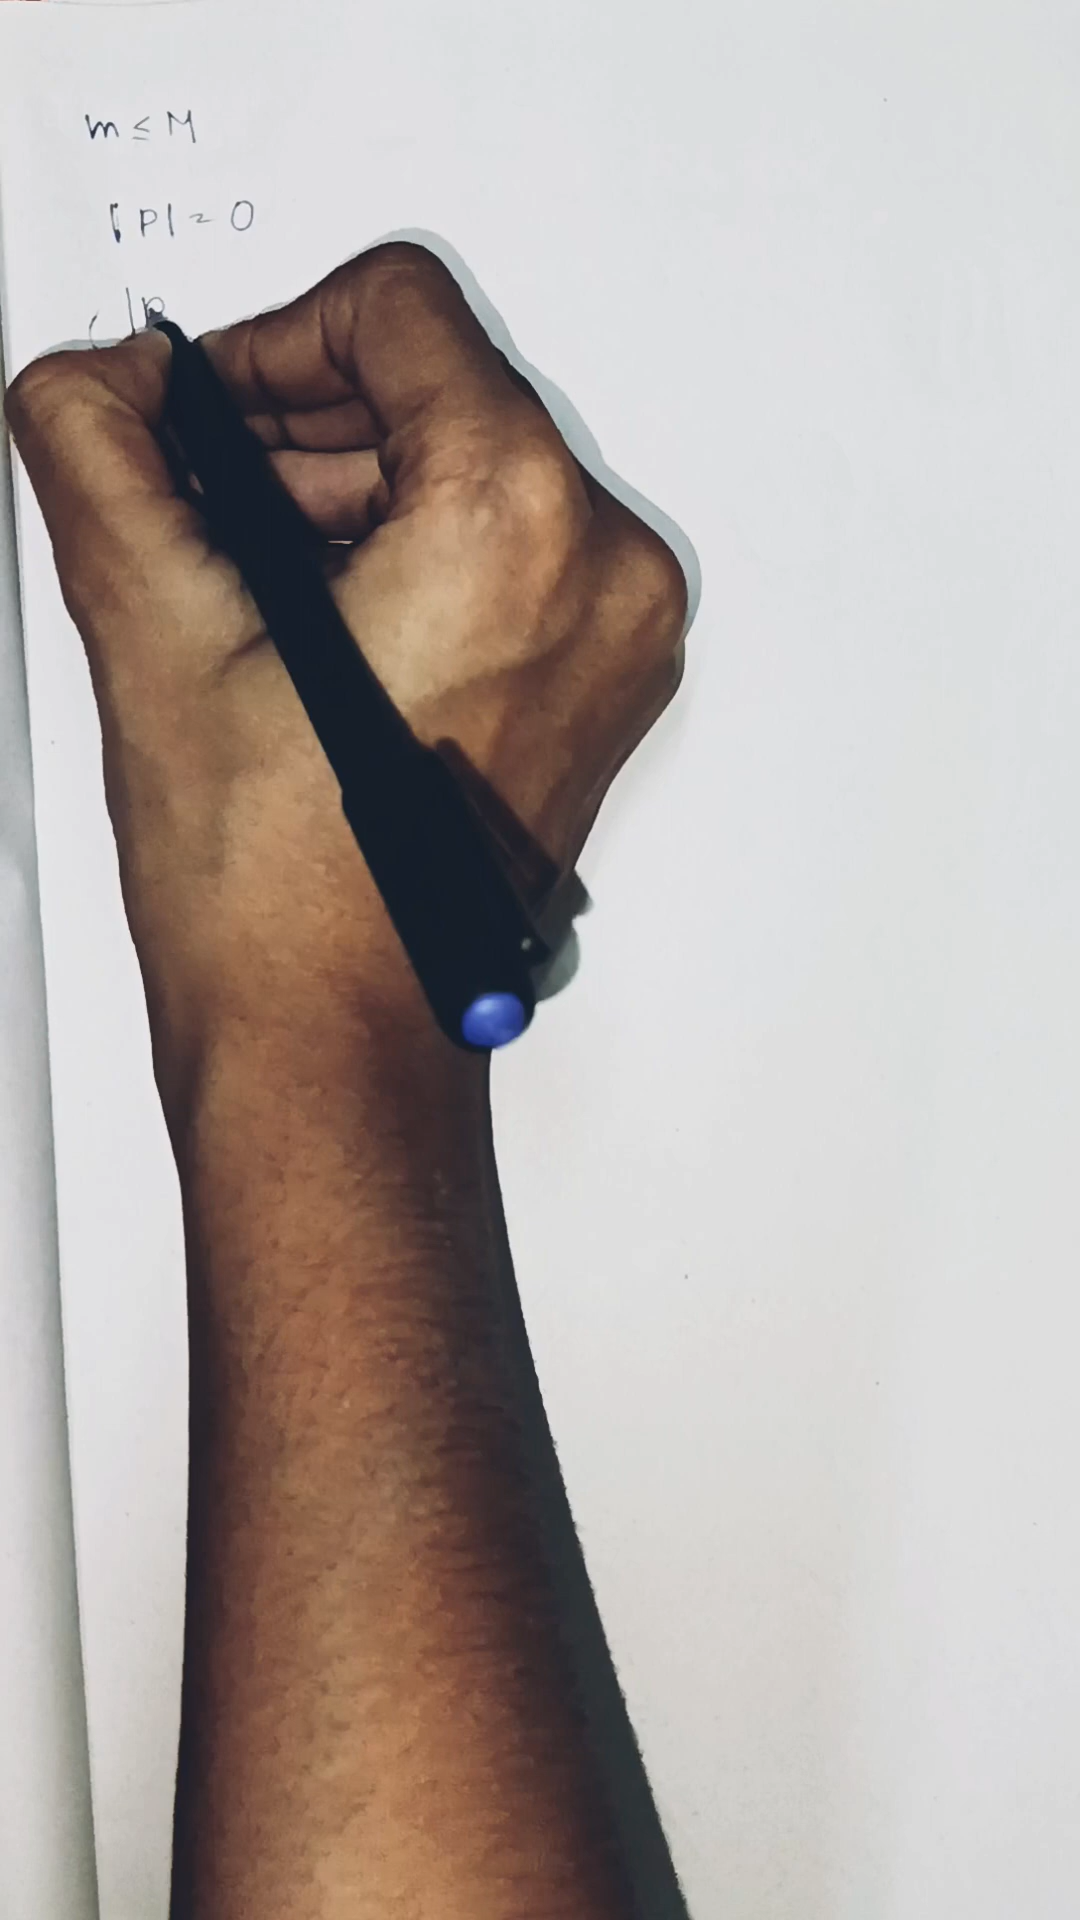 m ≤ M
|P| = 0
(|P